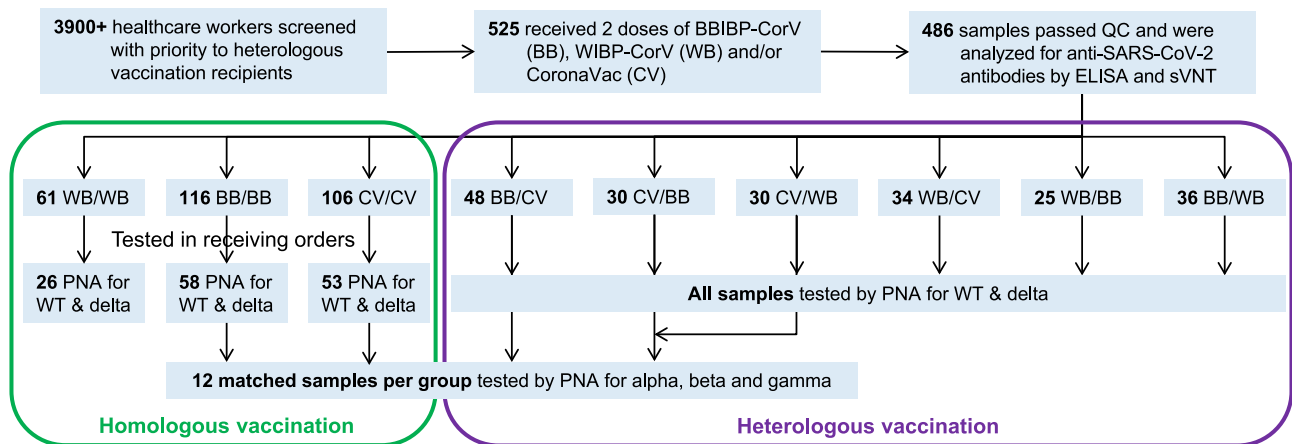 3900+ healthcare workers screened
with priority to heterologous
vaccination recipients
525 received 2 doses of BBIBP-CorV
(BB), WIBP-CorV (WB) and/or
CoronaVac (CV)
486 samples passed QC and were
analyzed for anti-SARS-CoV-2
antibodies by ELISA and sVNT
61 WB/WB
116 BB/BB
106 CV/CV
48 BB/CV
30 CV/BB
30 CV/WB
34 WB/CV
25 WB/BB
36 BB/WB
Tested in receiving orders
26 PNA for
WT & delta
58 PNA for
WT & delta
53 PNA for
WT & delta
All samples tested by PNA for WT & delta
12 matched samples per group tested by PNA for alpha, beta and gamma
Homologous vaccination
Heterologous vaccination